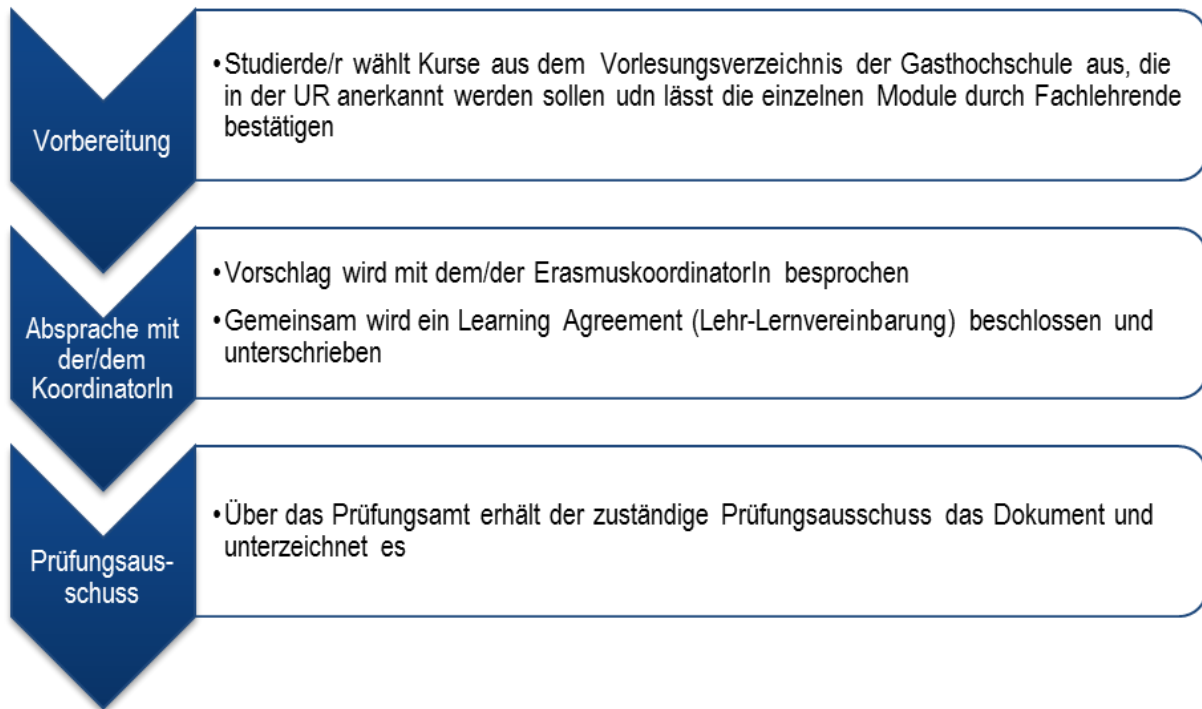 Vorbereitung
•Studierde/r wählt Kurse aus dem Vorlesungsverzeichnis der Gasthochschule aus, die
in der UR anerkannt werden sollen udn lässt die einzelnen Module durch Fachlehrende
bestätigen
Absprache mit
der/dem
KoordinatorIn
•Vorschlag wird mit dem/der ErasmuskoordinatorIn besprochen
•Gemeinsam wird ein Learning Agreement (Lehr-Lernvereinbarung) beschlossen und
unterschrieben
Prüfungsaus-
schuss
•Über das Prüfungsamt erhält der zuständige Prüfungsausschuss das Dokument und
unterzeichnet es